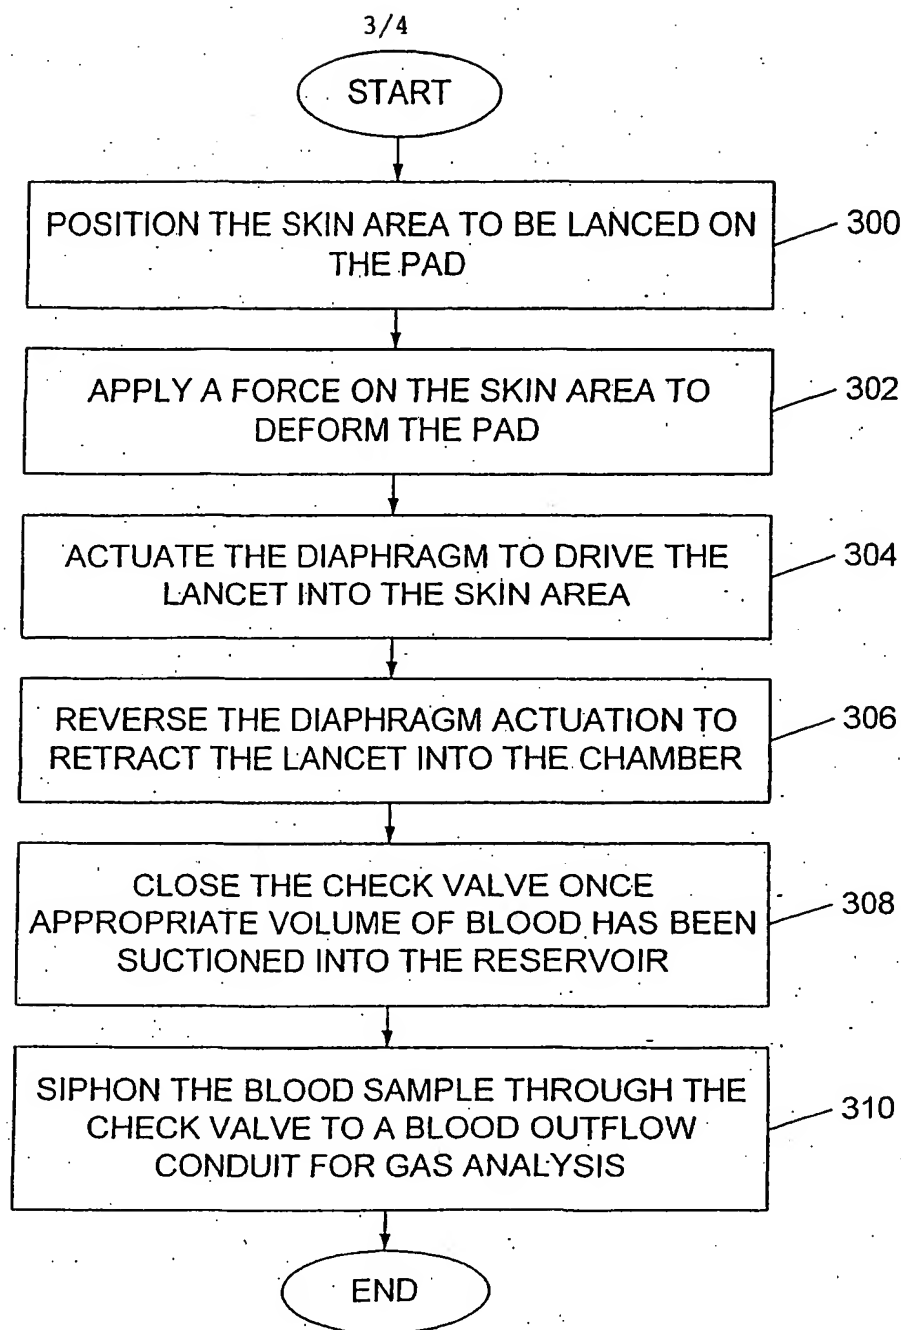 3/4
START
POSITION THE SKIN AREA TO BE LANCED ON
THE PAD
300
APPLY A FORCE ON THE SKIN AREA TO
DEFORM THE PAD
302
ACTUATE THE DIAPHRAGM TO DRIVE THE
LANCET INTO THE SKIN AREA
304
REVERSE THE DIAPHRAGM ACTUATION TO
RETRACT THE LANCET INTO THE CHAMBER
306
CLOSE THE CHECK VALVE ONCE
APPROPRIATE VOLUME OF BLOOD HAS BEEN
SUCTIONED INTO THE RESERVOIR
308
SIPHON THE BLOOD SAMPLE THROUGH THE
CHECK VALVE TO A BLOOD OUTFLOW
CONDUIT FOR GAS ANALYSIS
310
END